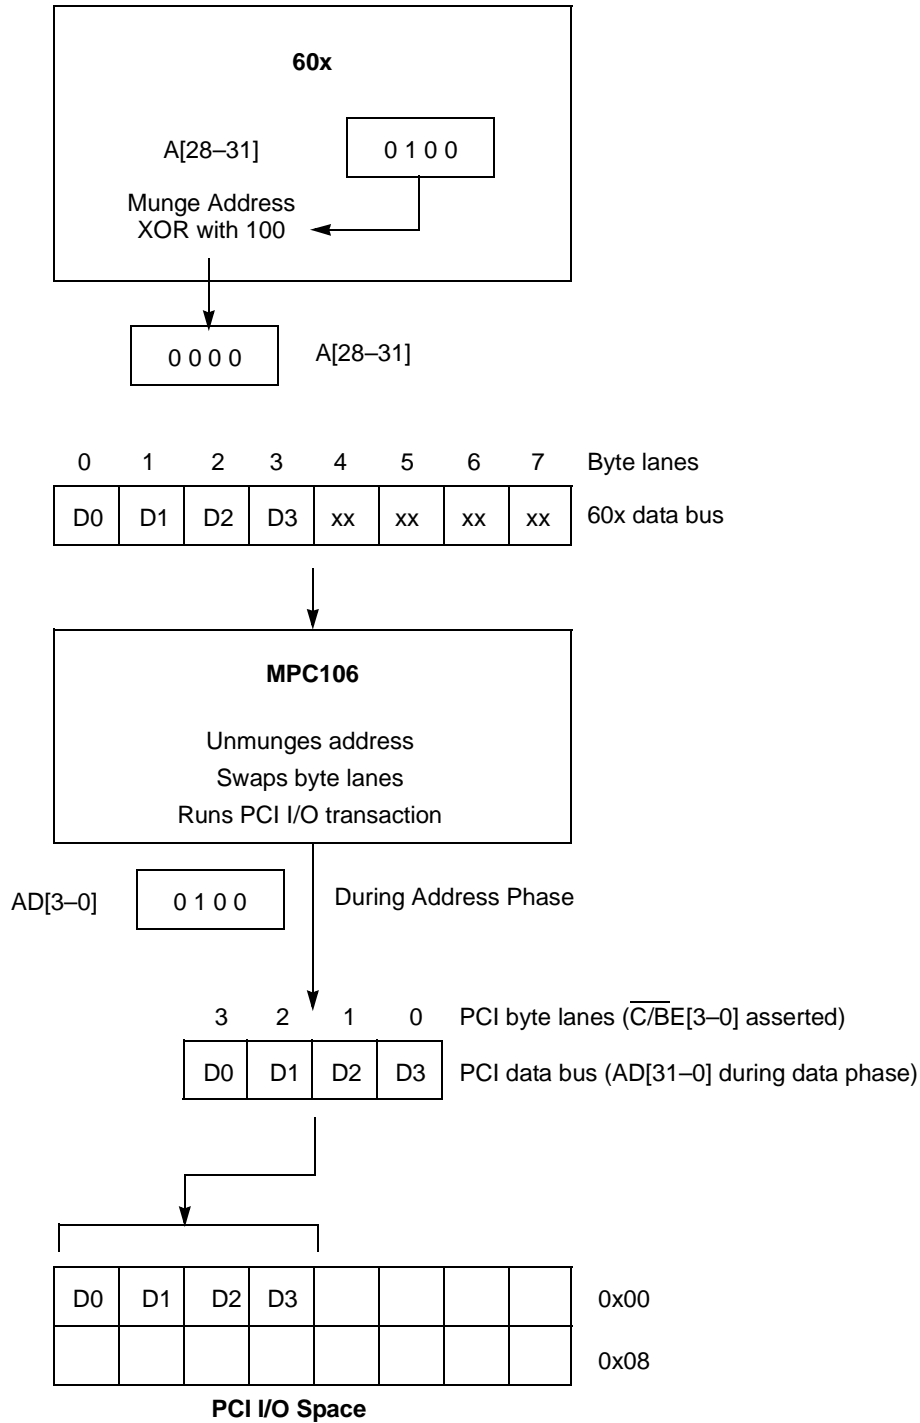 60x
A[28–31] 0 1 0 0
Munge Address
XOR with 100
0 0 0 0 A[28–31]
0 1 2 3 4 5 6 7 Byte lanes
D0 D1 D2 D3 xx xx xx xx 60x data bus
MPC106
Unmunges address
Swaps byte lanes
Runs PCI I/O transaction
AD[3–0] 0 1 0 0 During Address Phase
3 2 1 0 PCI byte lanes (C/BE[3–0] asserted)
D0 D1 D2 D3 PCI data bus (AD[31–0] during data phase)
D0 D1 D2 D3 0x00
0x08
PCI I/O Space